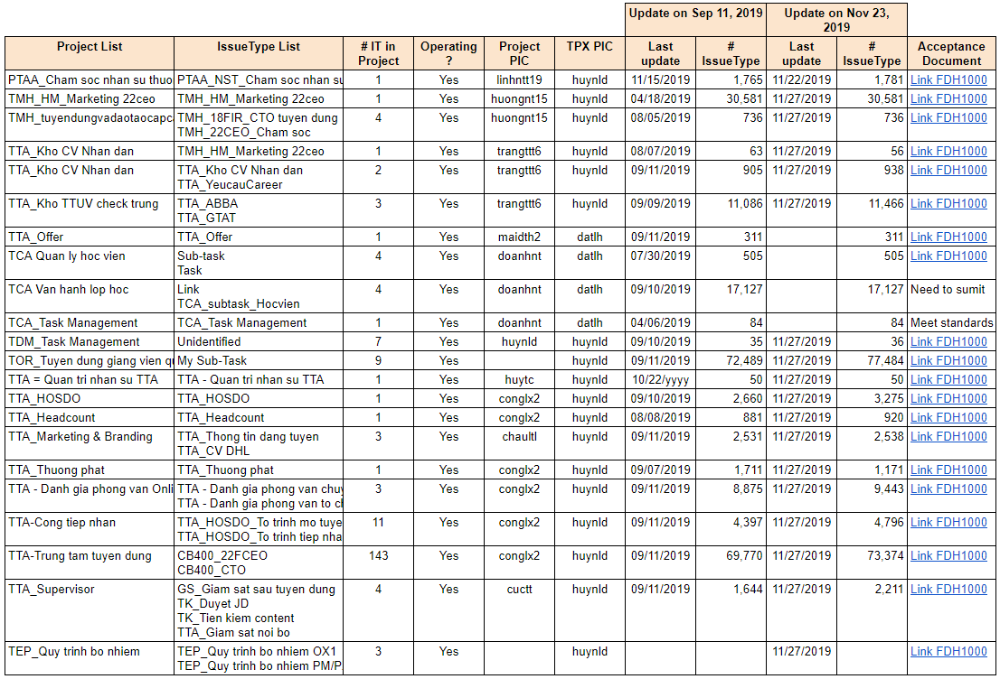 Update on Sep 11, 2019 Update on Nov 23, 2019
Project List IssueType List # IT in Project Operating ? Project PIC TPX PIC Last update # IssueType Last update # IssueType Acceptance Document
PTAA_Cham soc nhan su thuo PTAA_NST_Cham soc nhan su 1 Yes linhntt19 huynld 11/15/2019 1,765 11/22/2019 1,781 Link FDH1000
TMH_HM_Marketing 22ceo TMH_HM_Marketing 22ceo 1 Yes huongnt15 huynld 04/18/2019 30,581 11/27/2019 30,581 Link FDH1000
TMH_tuyendungvadaotaocapca TMH_18FIR_CTO tuyen dung 4 Yes huongnt15 huynld 08/05/2019 736 11/27/2019 736 Link FDH1000
TMH_22CEO_Cham soc
TTA_Kho CV Nhan dan TMH_HM_Marketing 22ceo 1 Yes trangttt6 huynld 08/07/2019 63 11/27/2019 56 Link FDH1000
TTA_Kho CV Nhan dan TTA_Kho CV Nhan dan 2 Yes trangttt6 huynld 09/11/2019 905 11/27/2019 938 Link FDH1000
TTA_YeucauCareer
TTA_Kho TTUV check trung TTA_ABBA 3 Yes trangttt6 huynld 09/09/2019 11,086 11/27/2019 11,466 Link FDH1000
TTA_GTAT
TTA_Offer TTA_Offer 1 Yes maidth2 datlh 09/11/2019 311 311 Link FDH1000
TCA Quan ly hoc vien Sub-task 4 Yes doanhnt datlh 07/30/2019 505 505 Link FDH1000
Task
TCA Van hanh lop hoc Link 4 Yes doanhnt datlh 09/10/2019 17,127 17,127 Need to sumit
TCA_subtask_Hocvien
TCA_Task Management TCA_Task Management 1 Yes doanhnt datlh 04/06/2019 84 84 Meet standards
TDM_Task Management Unidentified 7 Yes huynld huynld 09/10/2019 35 11/27/2019 36 Link FDH1000
TOR_Tuyen dung giang vien qu My Sub-Task 9 Yes huynld 09/11/2019 72,489 11/27/2019 77,484 Link FDH1000
TTA = Quan tri nhan su TTA TTA - Quan tri nhan su TTA 1 Yes huytc huynld 10/22/yyyy 50 11/27/2019 50 Link FDH1000
TTA_HOSDO TTA_HOSDO 1 Yes conglx2 huynld 09/10/2019 2,660 11/27/2019 3,275 Link FDH1000
TTA_Headcount TTA_Headcount 1 Yes conglx2 huynld 08/08/2019 881 11/27/2019 920 Link FDH1000
TTA_Marketing & Branding TTA_Thong tin dang tuyen 3 Yes chaultl huynld 09/11/2019 2,531 11/27/2019 2,538 Link FDH1000
TTA_CV DHL
TTA_Thuong phat TTA_Thuong phat 1 Yes conglx2 huynld 09/07/2019 1,711 11/27/2019 1,171 Link FDH1000
TTA - Danh gia phong van Onli TTA - Danh gia phong van chuy 3 Yes conglx2 huynld 09/11/2019 8,875 11/27/2019 9,443 Link FDH1000
TTA - Danh gia phong van to ch
TTA-Cong tiep nhan TTA_HOSDO_To trinh mo tuye 11 Yes conglx2 huynld 09/11/2019 4,397 11/27/2019 4,796 Link FDH1000
TTA_HOSDO_To trinh tiep nha
TTA-Trung tam tuyen dung CB400_22FCEO 143 Yes conglx2 huynld 09/11/2019 69,770 11/27/2019 73,374 Link FDH1000
CB400_CTO
TTA_Supervisor GS_Giam sat sau tuyen dung 4 Yes cuctt huynld 09/11/2019 1,644 11/27/2019 2,211 Link FDH1000
TK_Duyet JD
TK_Tien kiem content
TTA_Giam sat noi bo
TEP_Quy trinh bo nhiem TEP_Quy trinh bo nhiem OX1 3 Yes huynld 11/27/2019 Link FDH1000
TEP_Quy trinh bo nhiem PM/P